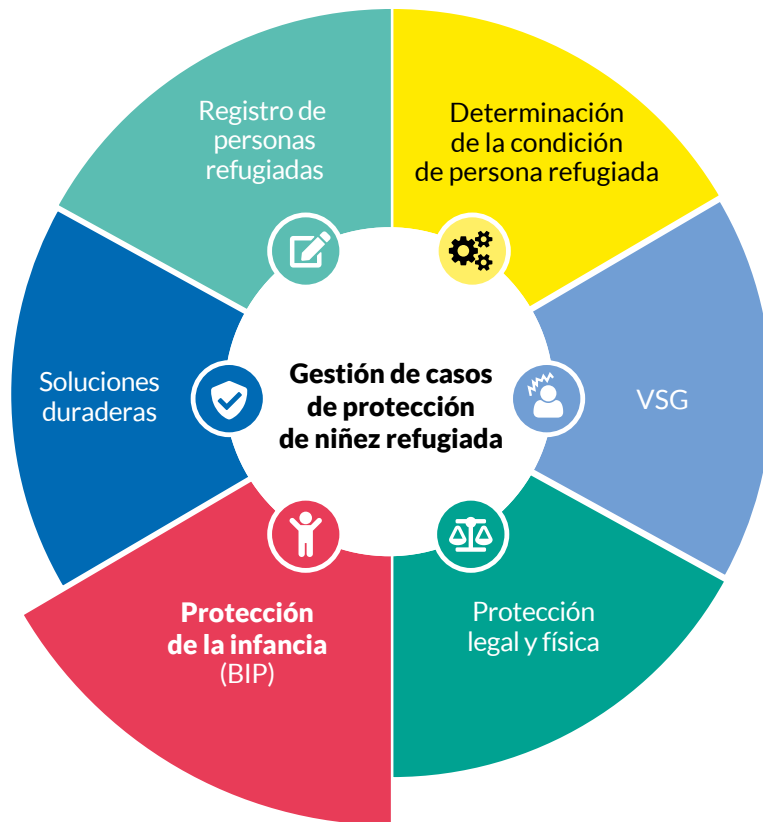 Registro de
personas
refugiadas
Determinación
de la condición
de persona refugiada
Soluciones
duraderas
Gestión de casos
de protección
de niñez refugiada
VSG
Protección
de la infancia
(BIP)
Protección
legal y física